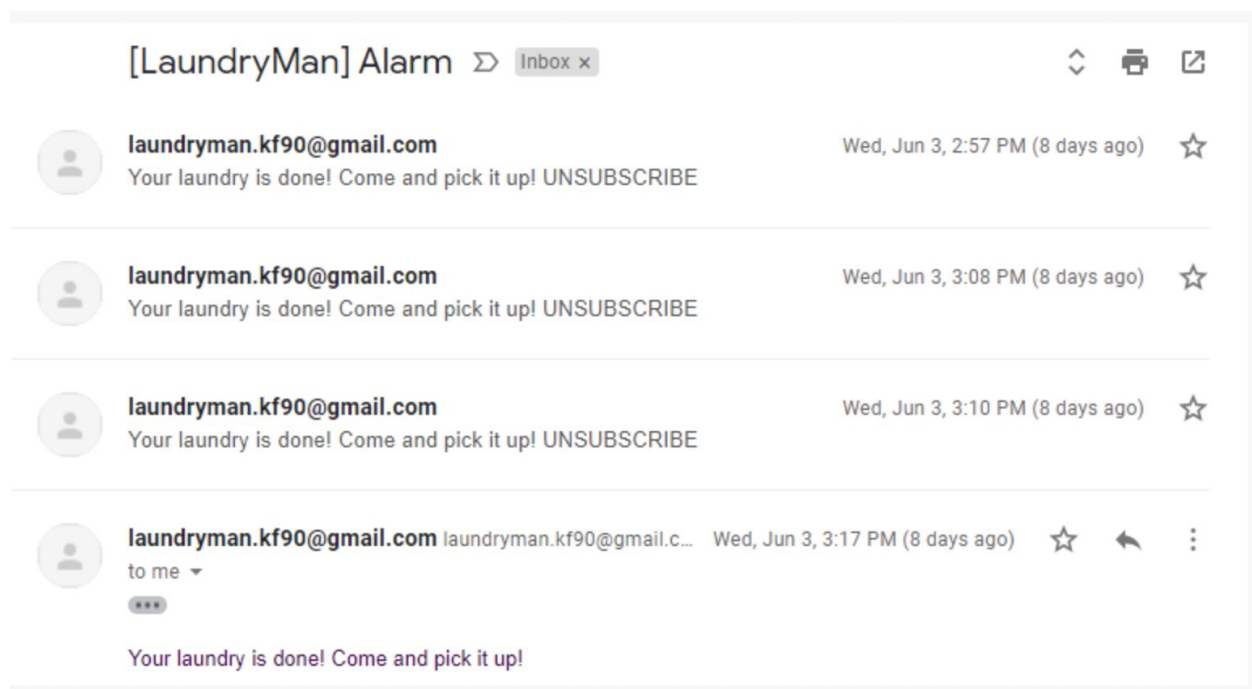 [LaundryMan] Alarm Inbox ×
laundryman.kf90@gmail.com Wed, Jun 3, 2:57 PM (8 days ago)
Your laundry is done! Come and pick it up! UNSUBSCRIBE
laundryman.kf90@gmail.com Wed, Jun 3, 3:08 PM (8 days ago)
Your laundry is done! Come and pick it up! UNSUBSCRIBE
laundryman.kf90@gmail.com Wed, Jun 3, 3:10 PM (8 days ago)
Your laundry is done! Come and pick it up! UNSUBSCRIBE
laundryman.kf90@gmail.com laundryman.kf90@gmail.c... Wed, Jun 3, 3:17 PM (8 days ago)
to me
Your laundry is done! Come and pick it up!